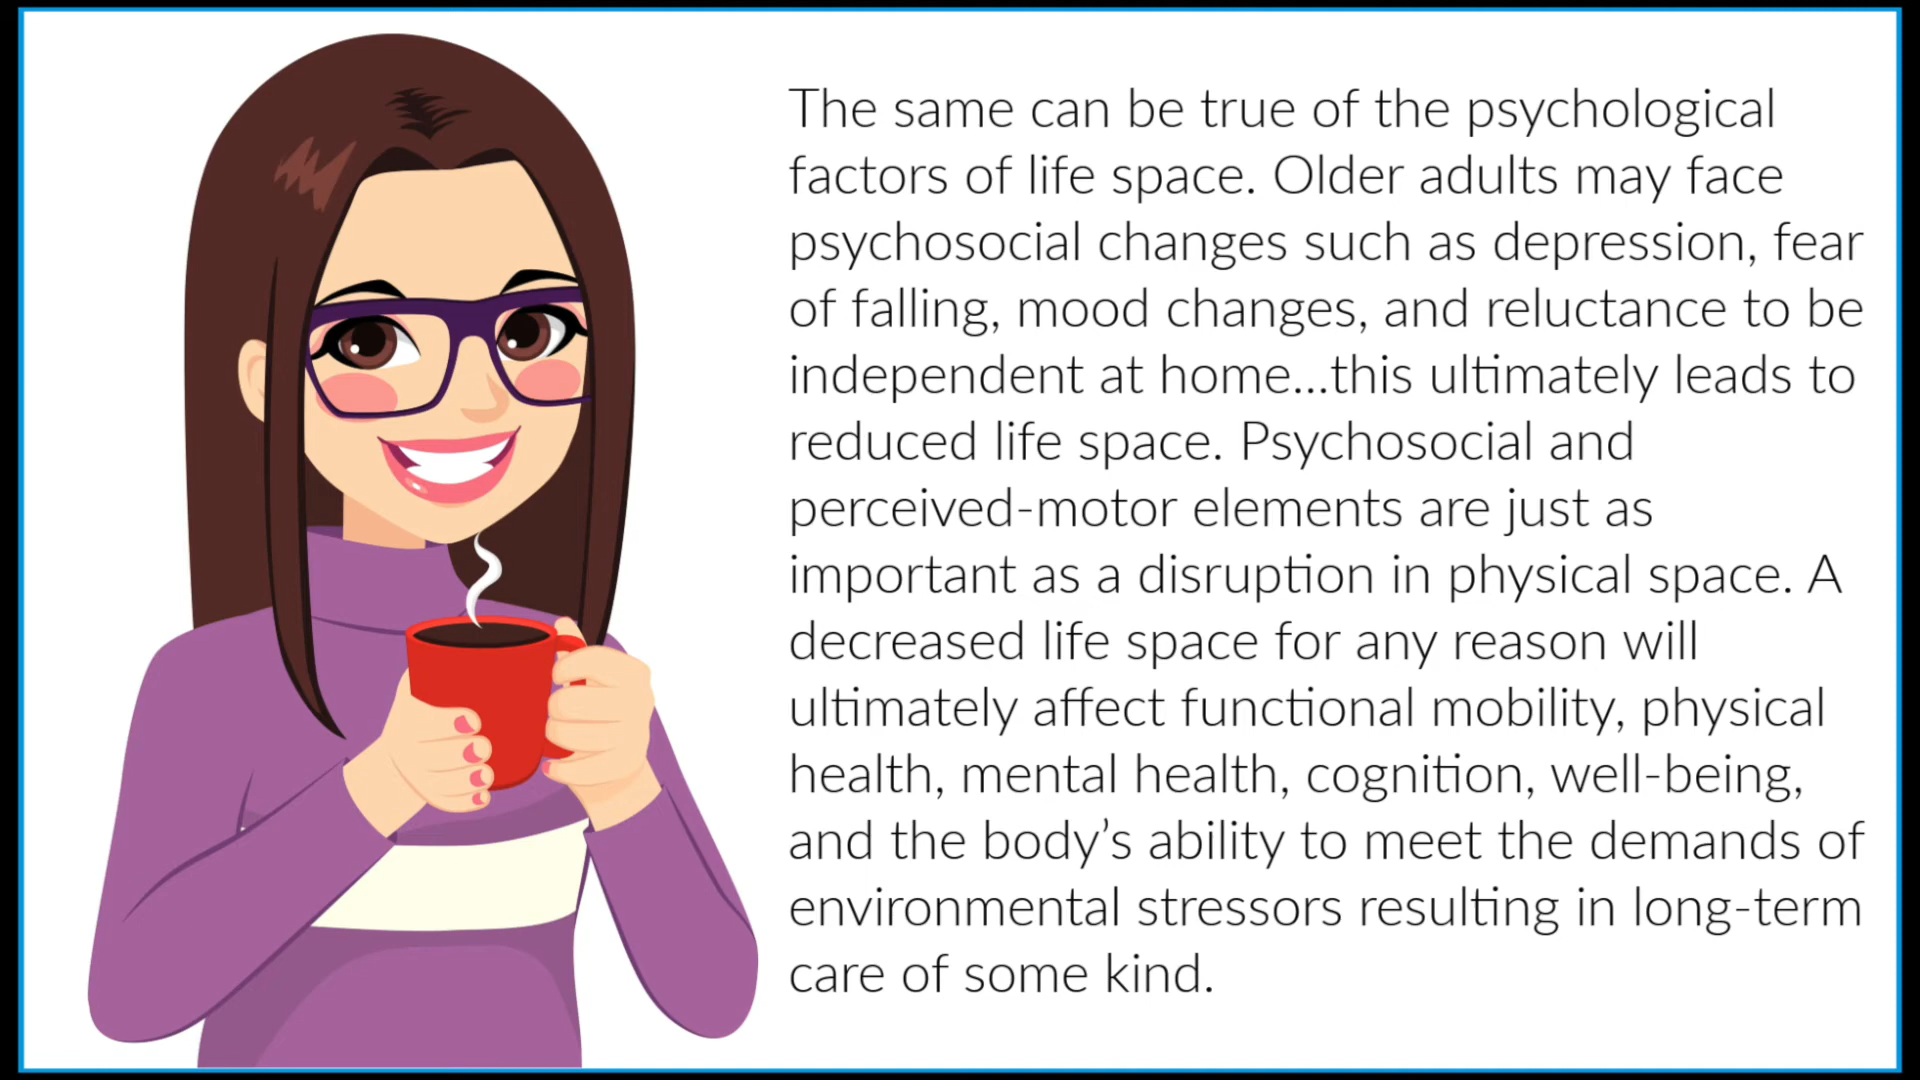 The same can be true of the psychological
factors of life space. Older adults may face
psychosocial changes such as depression, fear
of falling, mood changes, and reluctance to be
independent at home...this ultimately leads to
reduced life space. Psychosocial and
perceived-motor elements are just as
important as a disruption in physical space. A
decreased life space for any reason will
ultimately affect functional mobility, physical
health, mental health, cognition, well-being,
and the body’s ability to meet the demands of
environmental stressors resulting in long-term
care of some kind.